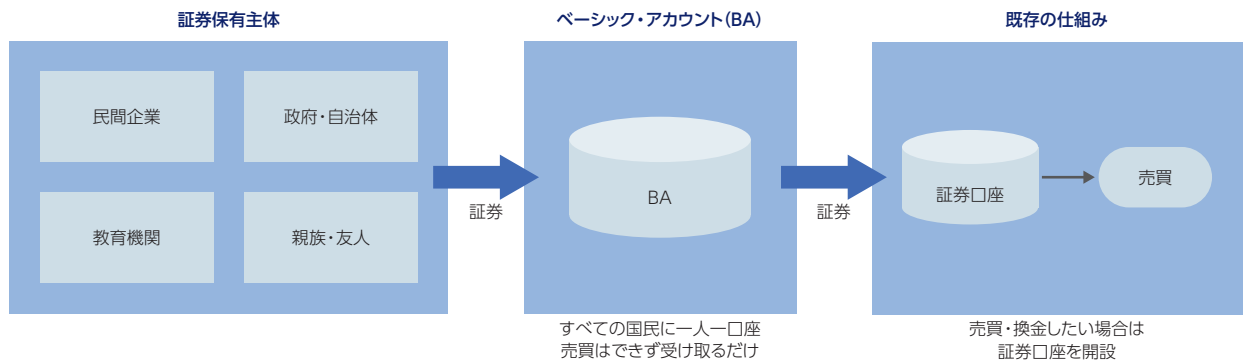 証券保有主体
民間企業
政府・自治体
教育機関
親族・友人
証券
ベーシック・アカウント(BA)
BA
すべての国民に一人一口座
売買はできず受け取るだけ
証券
既存の仕組み
証券口座
売買
売買・換金したい場合は
証券口座を開設